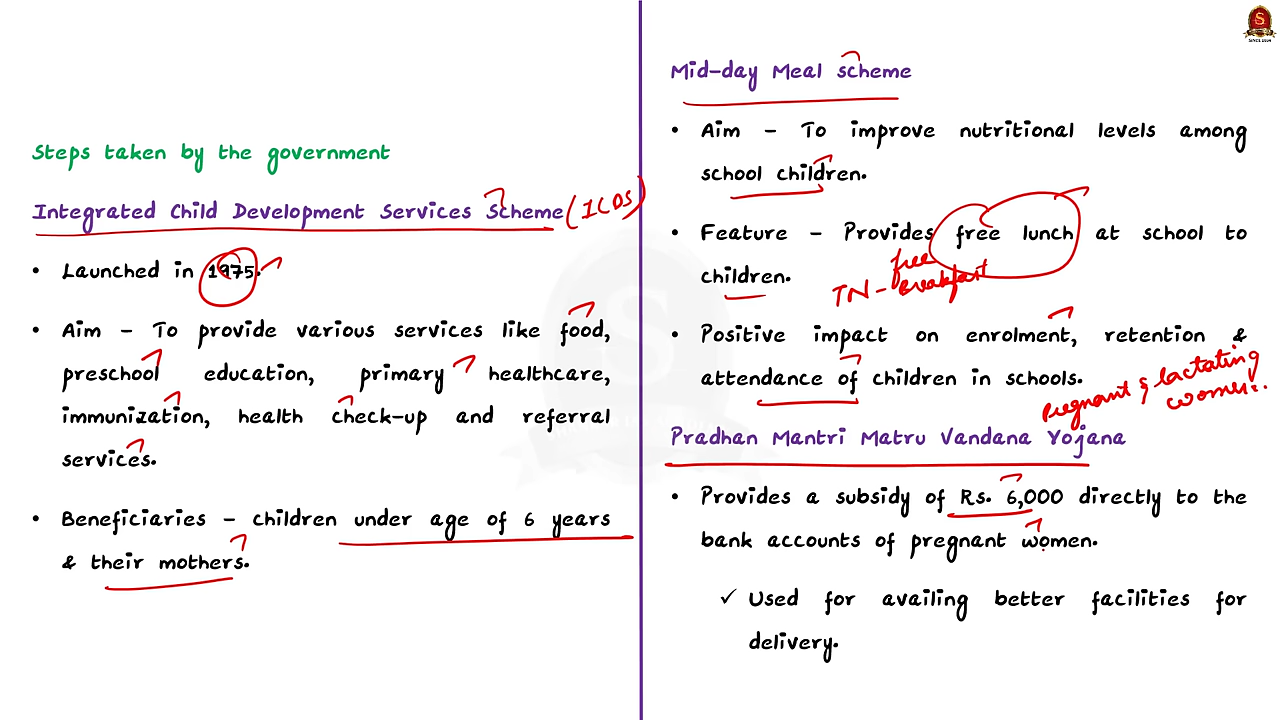 Steps taken by the government
Integrated Child Development Services Scheme (ICDS)
• Launched in 1975.
• Aim – To provide various services like food,
preschool education, primary healthcare,
immunization, health check-up and referral
services.
• Beneficiaries – children under age of 6 years
& their mothers.
Mid-day Meal scheme
• Aim – To improve nutritional levels among
school children.
• Feature – Provides free lunch at school to
children.
TN – free
Breakfast
• Positive impact on enrolment, retention &
attendance of children in schools.
Pregnant & lactating
women.
Pradhan Mantri Matru Vandana Yojana
• Provides a subsidy of Rs. 6,000 directly to the
bank accounts of pregnant women.
✓ Used for availing better facilities for
delivery.
S
SINCE 2004